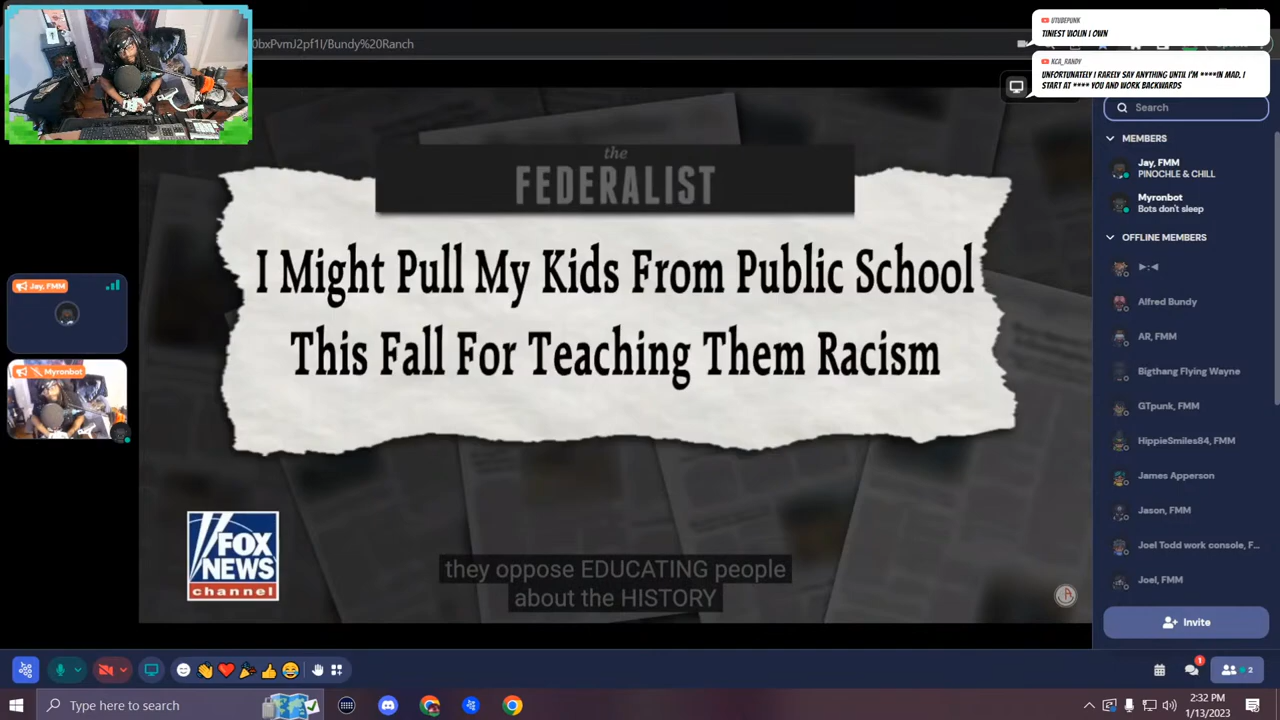 0bxPvmJ2pf1l/Bundy%20Ranch
UTUBEPUNK
TINIEST VIOLIN I OWN
KCA_RANDY
UNFORTUNATELY I RARELY SAY ANYTHING UNTIL I'M ****IN MAD. I
START AT **** YOU AND WORK BACKWARDS
Search
MEMBERS
Jay, FMM
PINOCHLE & CHILL
Myronbot
Bots don't sleep
OFFLINE MEMBERS
►:◄
Alfred Bundy
AR, FMM
Bigthang Flying Wayne
GTpunk, FMM
HippieSmiles84, FMM
James Apperson
Jason, FMM
Joel Todd work console, F...
Joel, FMM
Invite
Jay, FMM
Myronbot
the
FEDERALIST
I Might Pull My Kids From Public School
This Fall For Teaching Them Racism
FOX
NEWS
channel
they oppose EDUCATING people
about the HISTORY
1
2
Type here to search
2:32 PM
1/13/2023